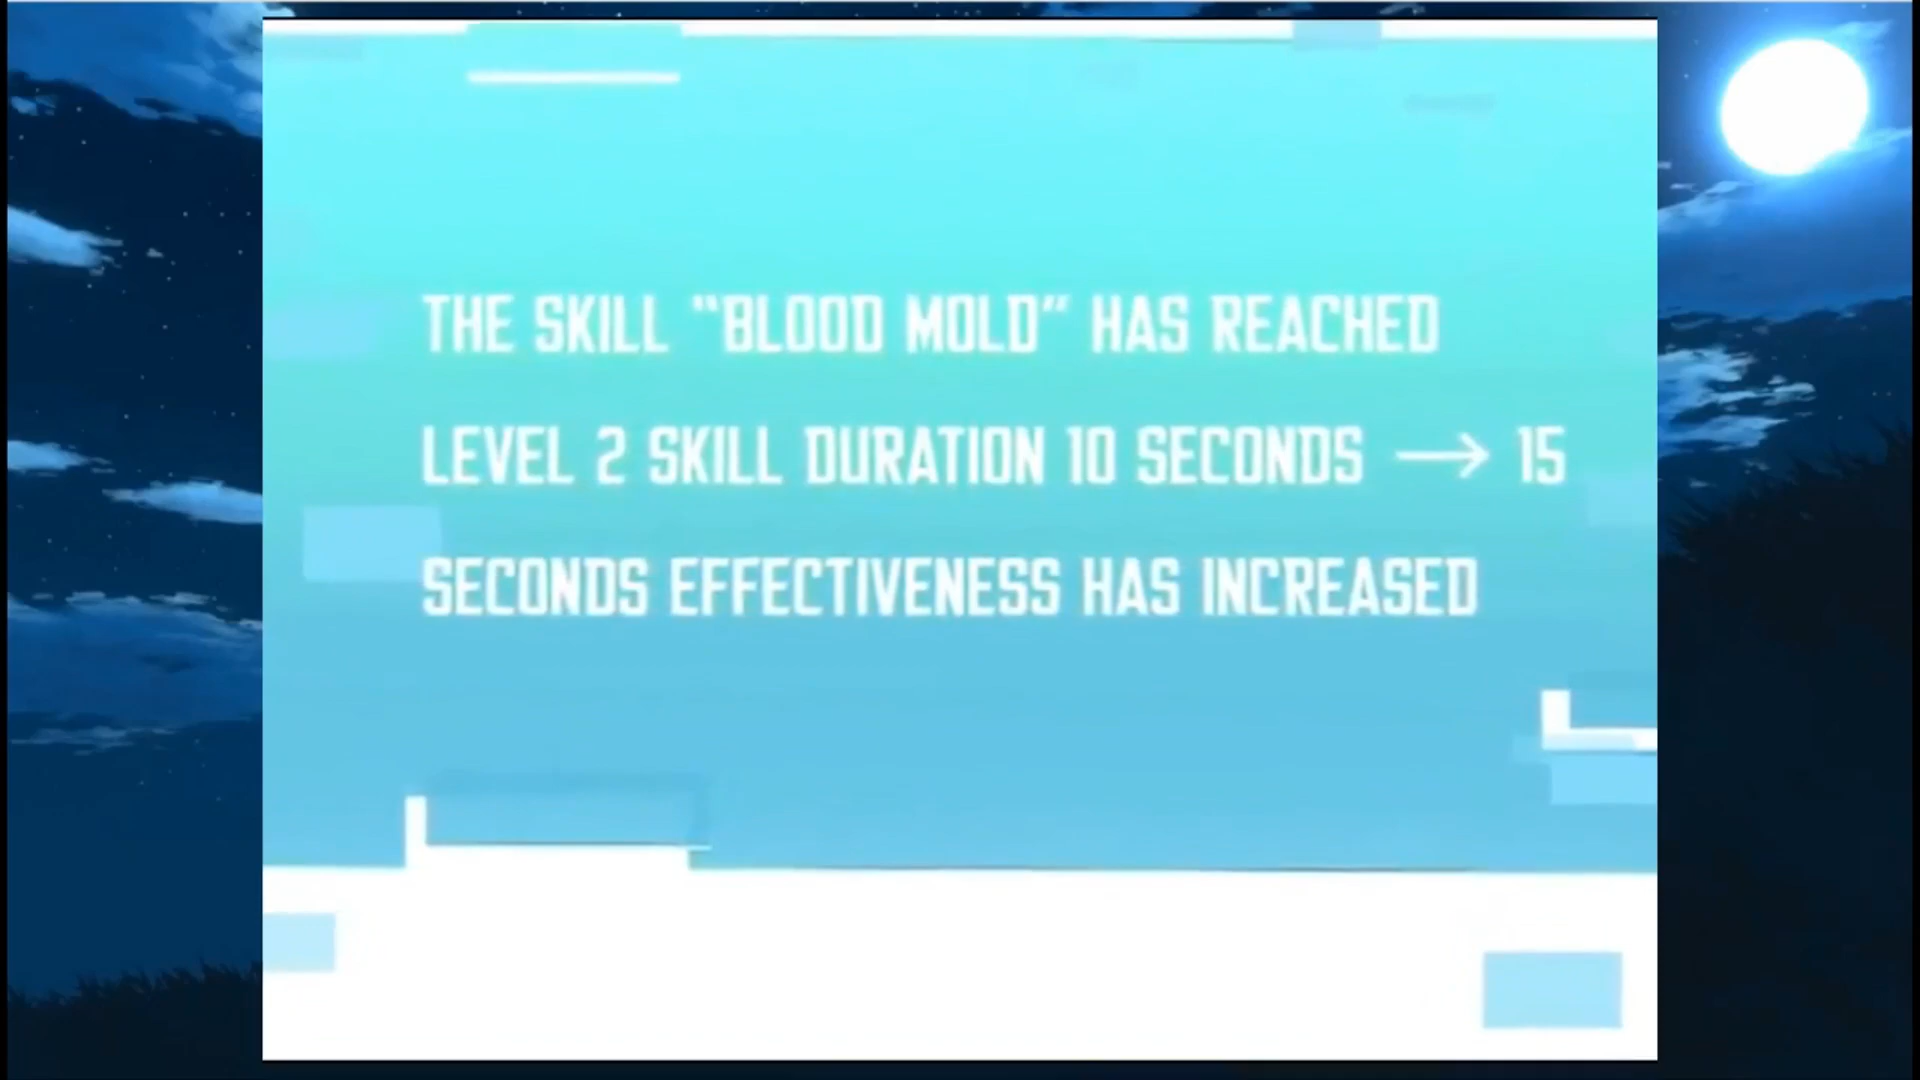 THE SKILL "BLOOD MOLD" HAS REACHED
LEVEL 2 SKILL DURATION 10 SECONDS → 15
SECONDS EFFECTIVENESS HAS INCREASED